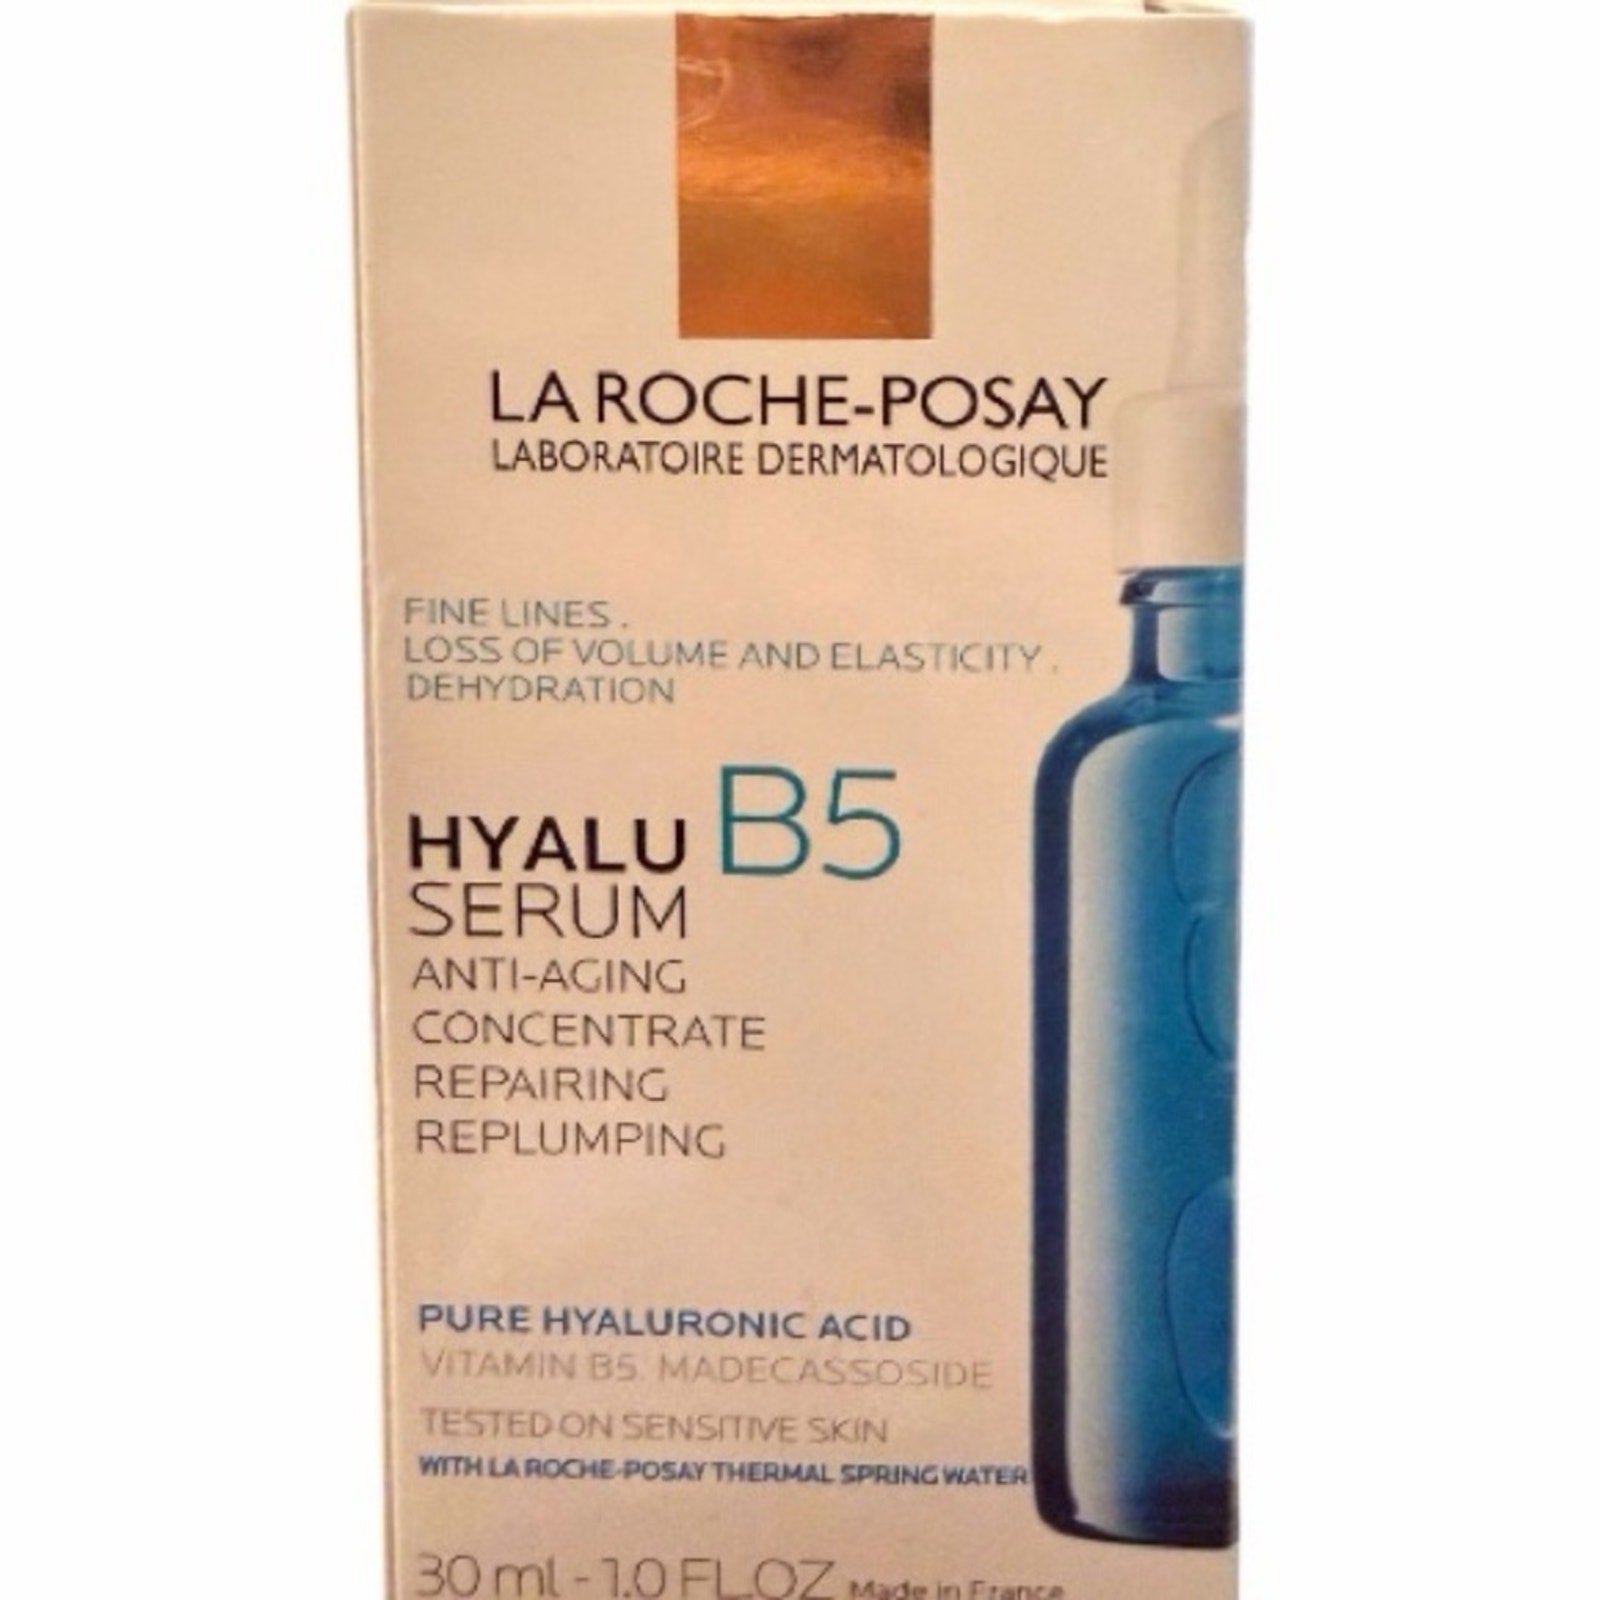 LA ROCHE-POSAY
LABORATOIRE DERMATOLOGIQUE
FINE LINES .
LOSS OF VOLUME AND ELASTICITY .
DEHYDRATION
HYALU B5
SERUM
ANTI-AGING
CONCENTRATE
REPAIRING
REPLUMPING
PURE HYALURONIC ACID
VITAMIN B5. MADECASSOSIDE
TESTED ON SENSITIVE SKIN
WITH LA ROCHE-POSAY THERMAL SPRING WATER
30 ml - 1.0 FL.OZ Made in France